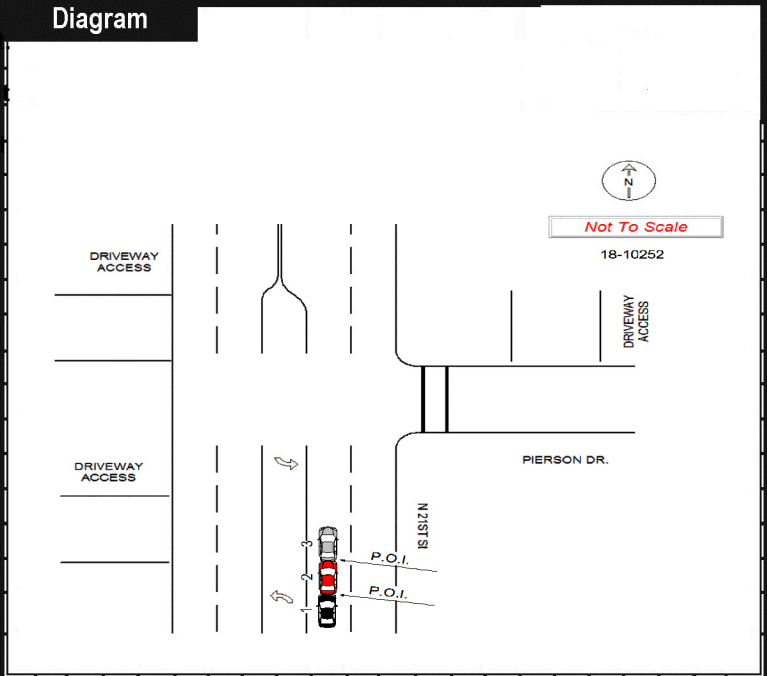 Diagram
N
Not To Scale
18-10252
DRIVEWAY
ACCESS
DRIVEWAY
ACCESS
PIERSON DR.
DRIVEWAY
ACCESS
N 21ST St
3
P.O.I.
2
P.O.I.
1